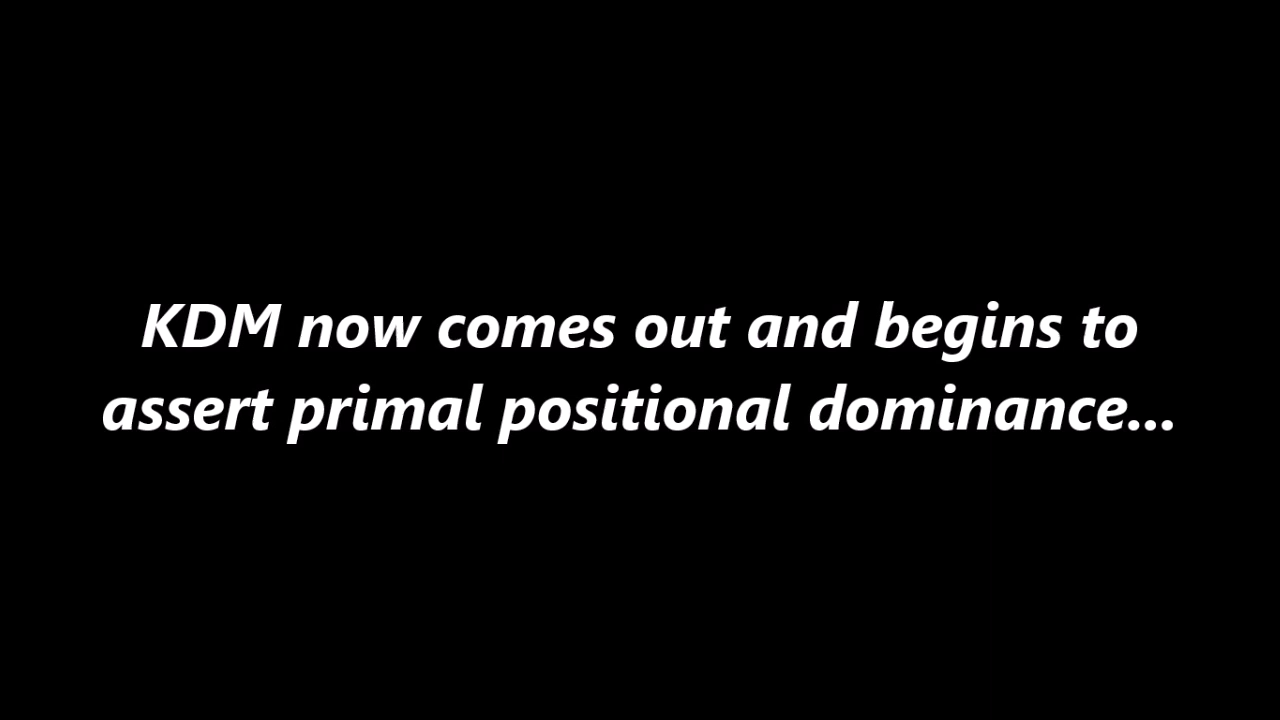 KDM now comes out and begins to
assert primal positional dominance...